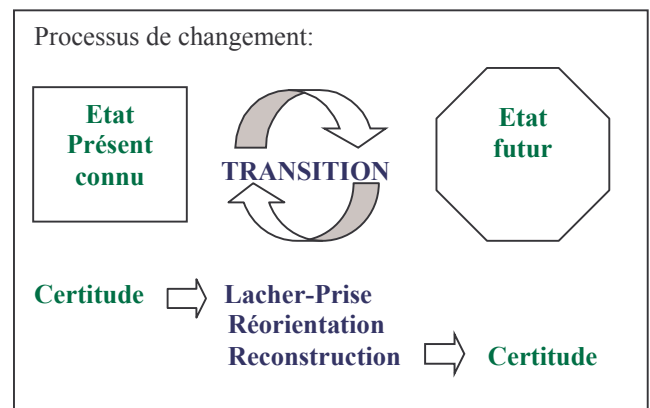 Processus de changement:
Etat
Présent
connu
TRANSITION
Etat
futur
Certitude
Lacher-Prise
Réorientation
Reconstruction
Certitude